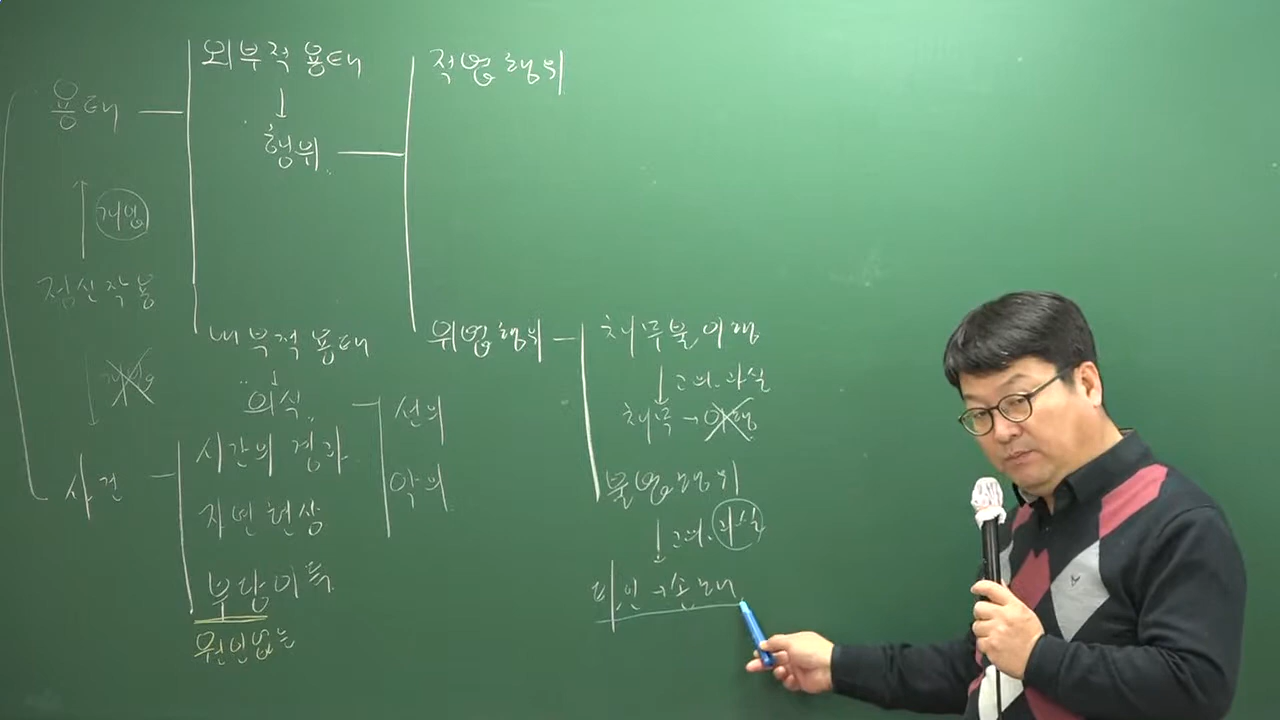 외부적 용태
적법행위
용태
↓
행위
↑
개입
정신작용
↓
개입
내부적 용태
↓
의식
선의
악의
위법행위
채무불이행
↓ 고의.과실
채무→이행
불법행위
↓ 고의.과실
타인→손해
사건
시간의 경과
자연현상
부당이득
원인없는